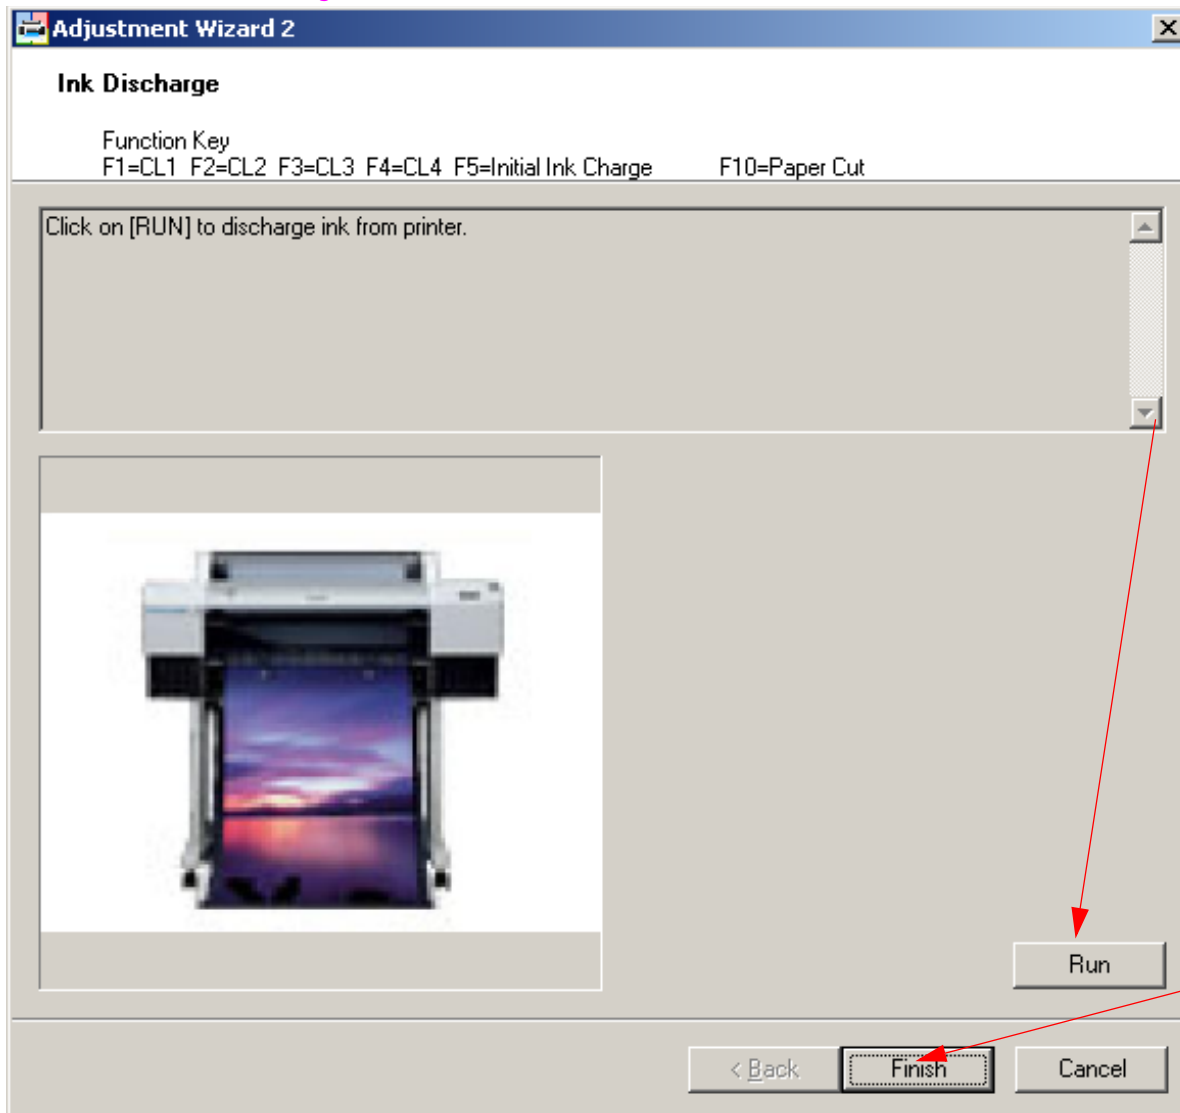 Adjustment Wizard 2
Ink Discharge
Function Key
F1=CL1 F2=CL2 F3=CL3 F4=CL4 F5=Initial Ink Charge F10=Paper Cut
Click on [RUN] to discharge ink from printer.
Run
< Back
Finish
Cancel